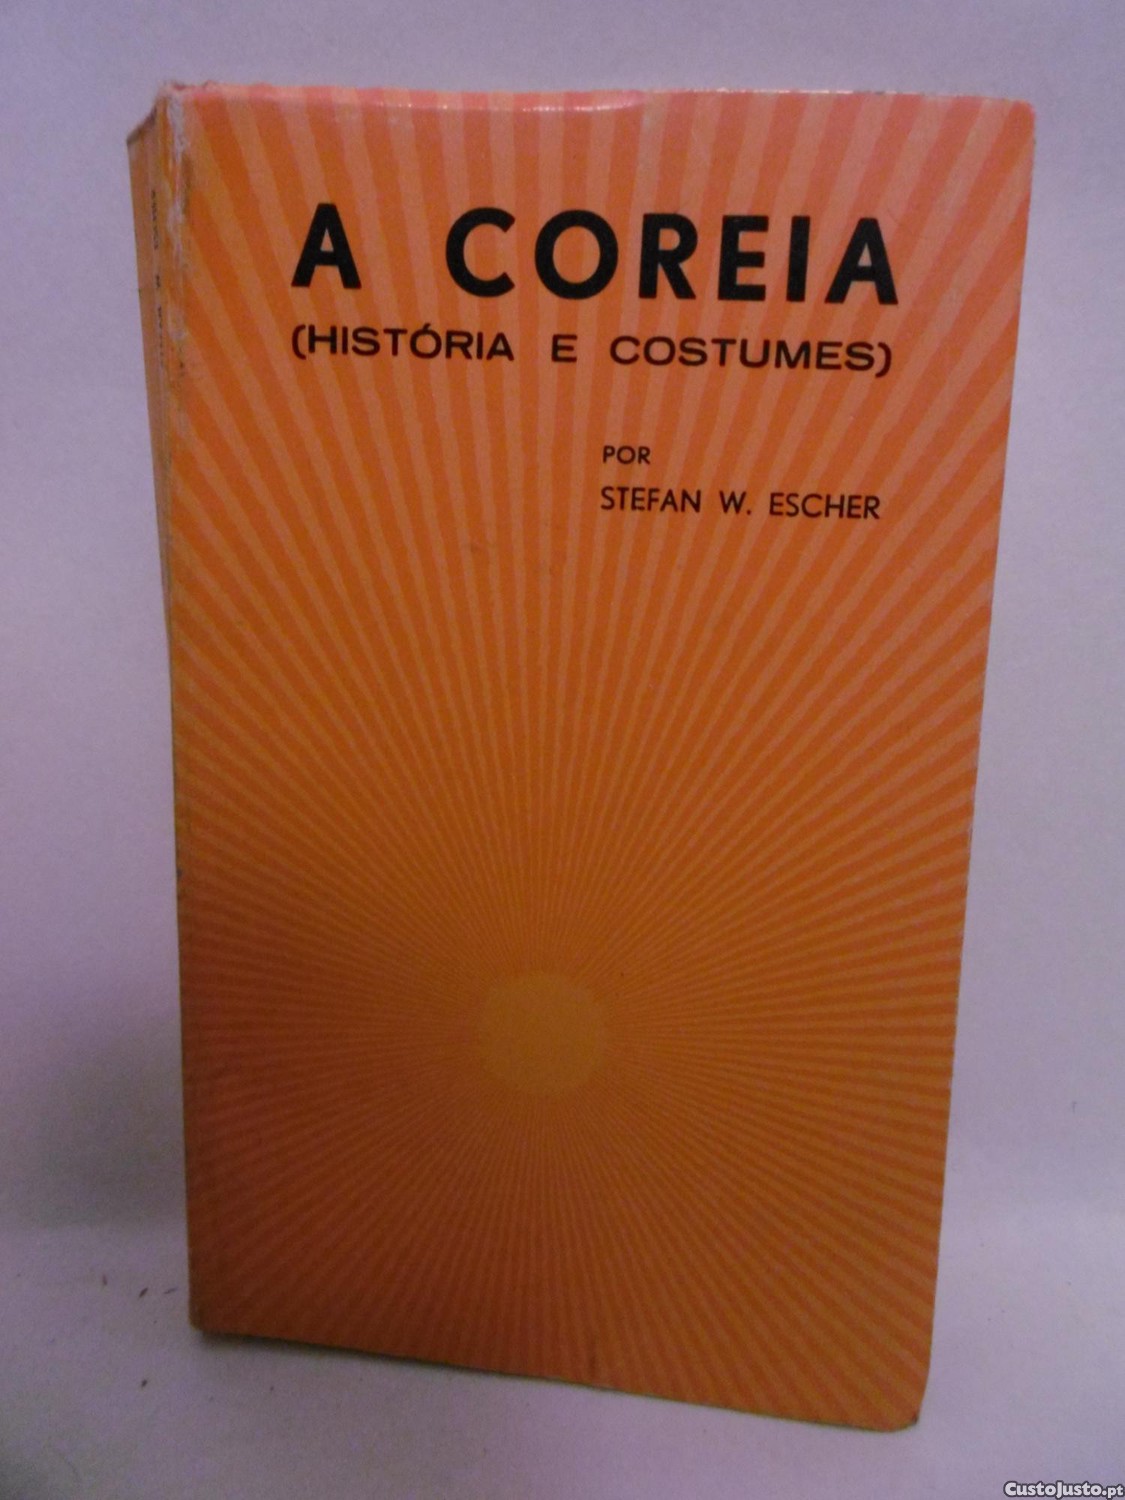 A COREIA
(HISTÓRIA E COSTUMES)
POR
STEFAN W. ESCHER
CustoJusto.pt